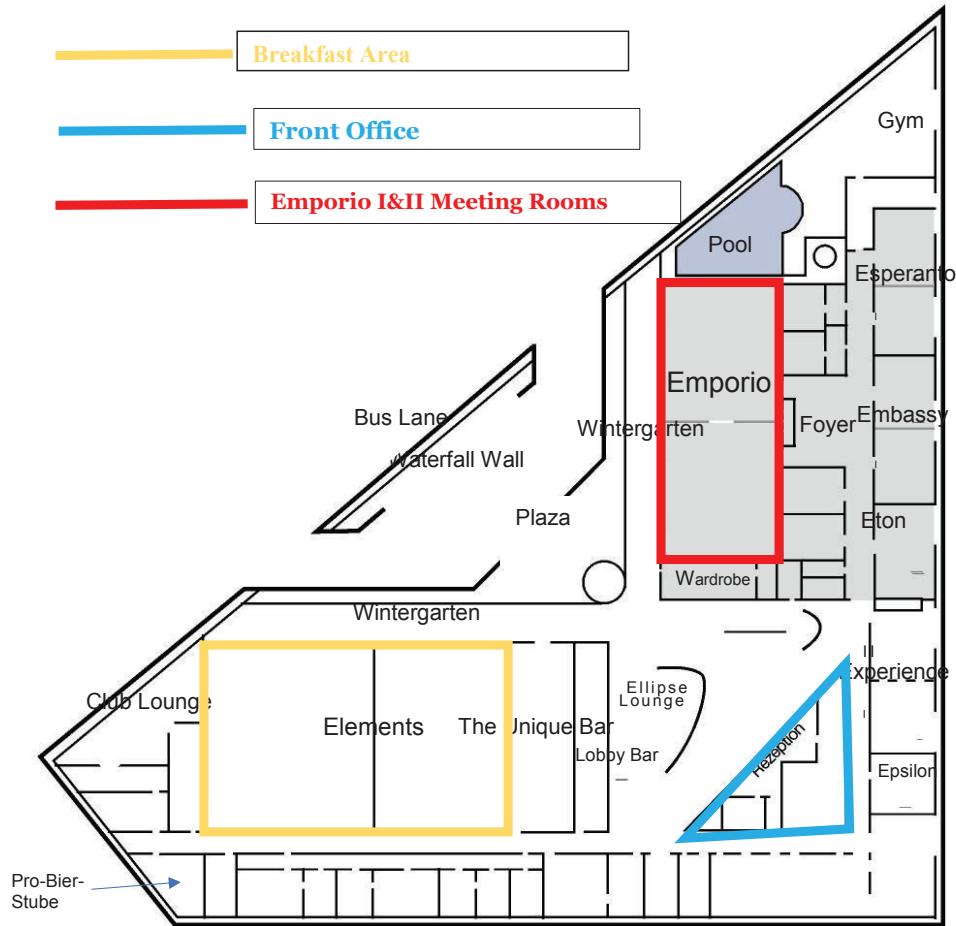 Breakfast Area
Front Office
Emporio I&II Meeting Rooms
Gym
Pool
Esperanto
Emporio
Bus Lane
Wintergarten
Foyer
Embassy
Waterfall Wall
Plaza
Eton
Wardrobe
Wintergarten
Ellipse
Lounge
Experience
Club Lounge
Elements
The Unique Bar
Lobby Bar
Rezeption
Epsilon
Pro-Bier-
Stube